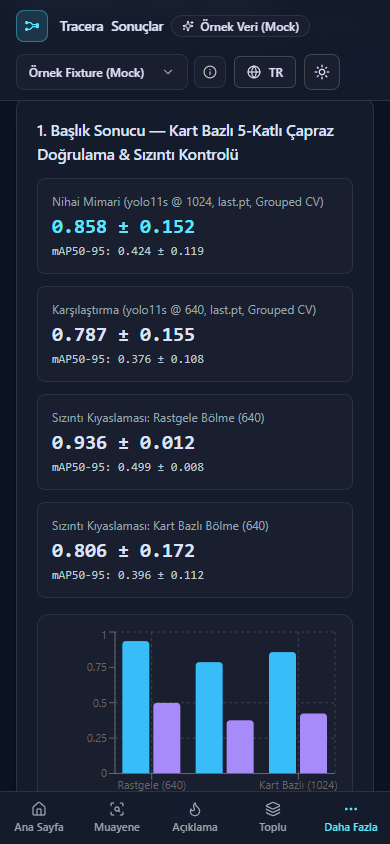 Tracera Sonuçlar Örnek Veri (Mock)
Örnek Fixture (Mock) TR
1. Başlık Sonucu — Kart Bazlı 5-Katlı Çapraz
Doğrulama & Sızıntı Kontrolü
Nihai Mimari (yolo11s @ 1024, last.pt, Grouped CV)
0.858 ± 0.152
mAP50-95: 0.424 ± 0.119
Karşılaştırma (yolo11s @ 640, last.pt, Grouped CV)
0.787 ± 0.155
mAP50-95: 0.376 ± 0.108
Sızıntı Kıyaslaması: Rastgele Bölme (640)
0.936 ± 0.012
mAP50-95: 0.499 ± 0.008
Sızıntı Kıyaslaması: Kart Bazlı Bölme (640)
0.806 ± 0.172
mAP50-95: 0.396 ± 0.112
1
0.75
0.5
0.25
0
Rastgele (640) Kart Bazlı (1024)
Ana Sayfa Muayene Açıklama Toplu Daha Fazla